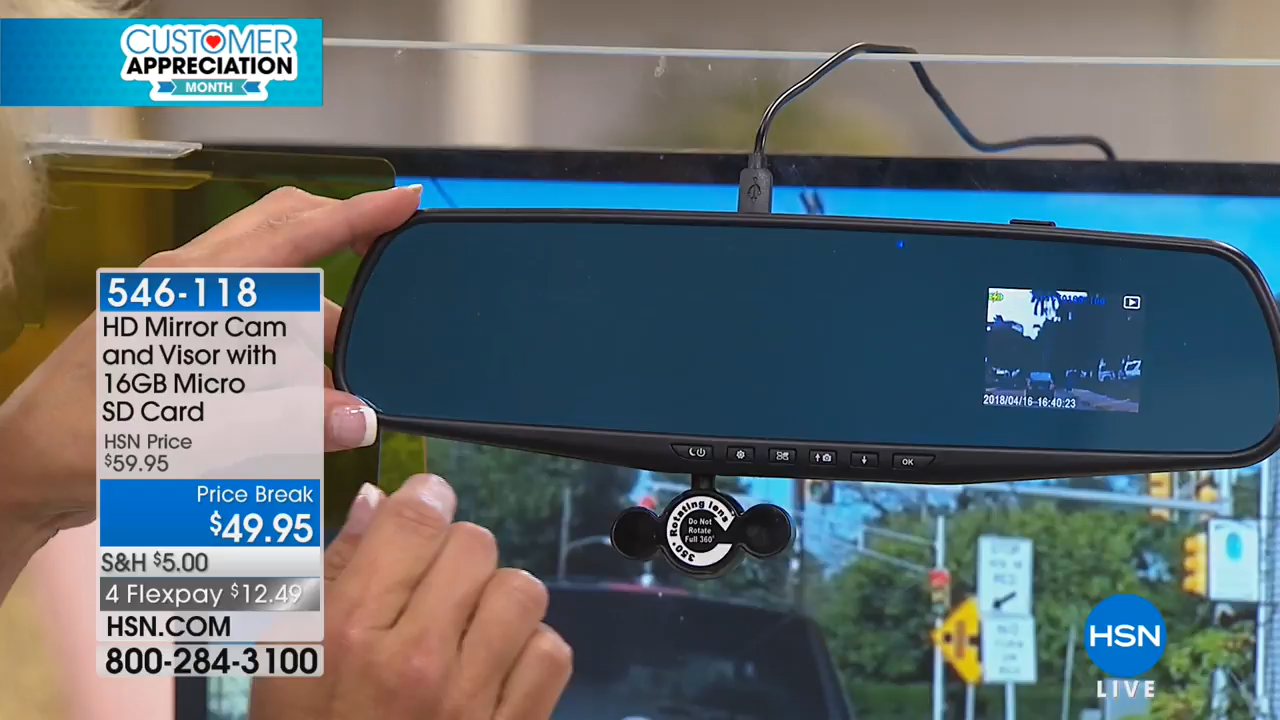 CUSTOMER
APPRECIATION
MONTH
546-118
HD Mirror Cam
and Visor with
16GB Micro
SD Card
HSN Price
$59.95
Price Break
$49.95
S&H $5.00
4 Flexpay $12.49
HSN.COM
800-284-3100
2018/04/16 16:40:23
OK
Rotating lens
Do Not
Rotate
Full 360°
350°
STOP
RED
HSN
LIVE